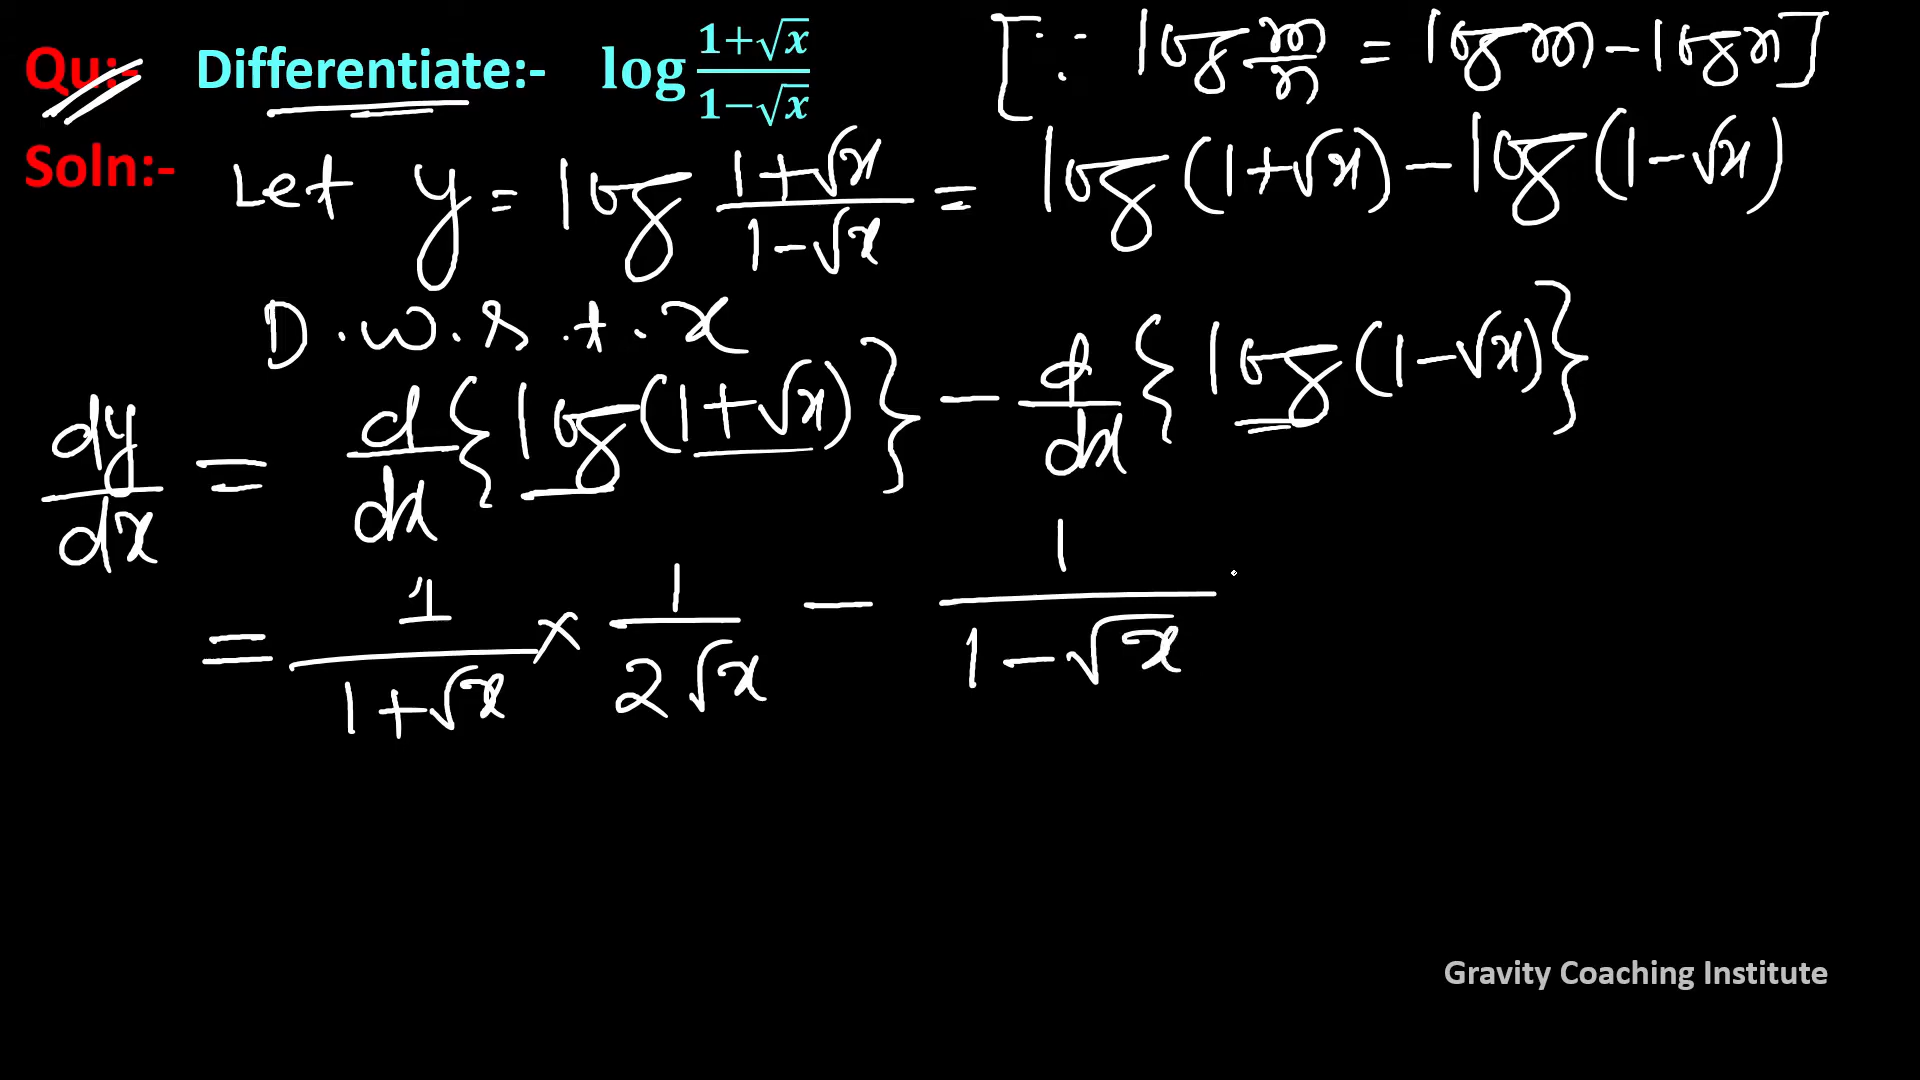 Qu:- Differentiate:- log (1+√x)/(1−√x) [∵ log m/n = log m − log n]
Soln:- Let y = log (1+√x)/(1−√x) = log(1+√x) − log(1−√x)
D.w.r.t.x
dy/dx = d/dx {log(1+√x)} − d/dx {log(1−√x)}
= 1/(1+√x) × 1/(2√x) − 1/(1−√x)
Gravity Coaching Institute